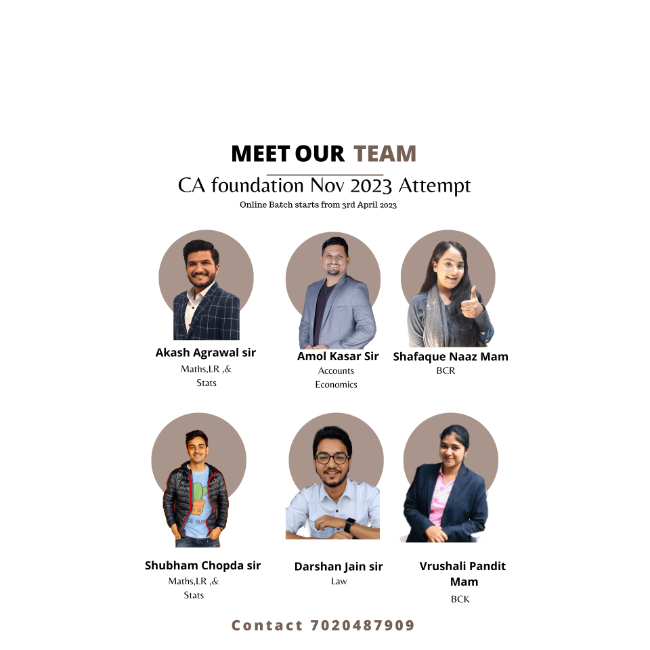 MEET OUR TEAM
CA foundation Nov 2023 Attempt
Online Batch starts from 3rd April 2023
Akash Agrawal sir
Maths,LR ,&
Stats
Amol Kasar Sir
Accounts
Economics
Shafaque Naaz Mam
BCR
Shubham Chopda sir
Maths,LR ,&
Stats
Darshan Jain sir
Law
Vrushali Pandit
Mam
BCK
Contact 7020487909